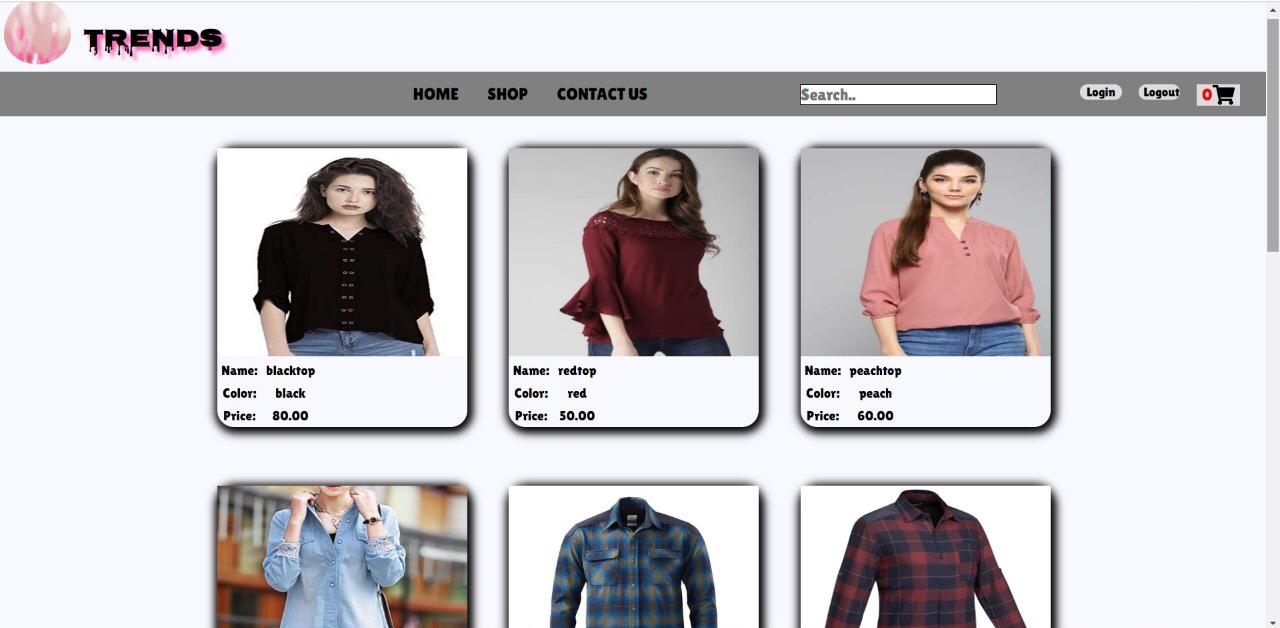 TRENDS
HOME SHOP CONTACT US Search.. Login Logout 0
Name: blacktop
Color: black
Price: 80.00
Name: redtop
Color: red
Price: 50.00
Name: peachtop
Color: peach
Price: 60.00